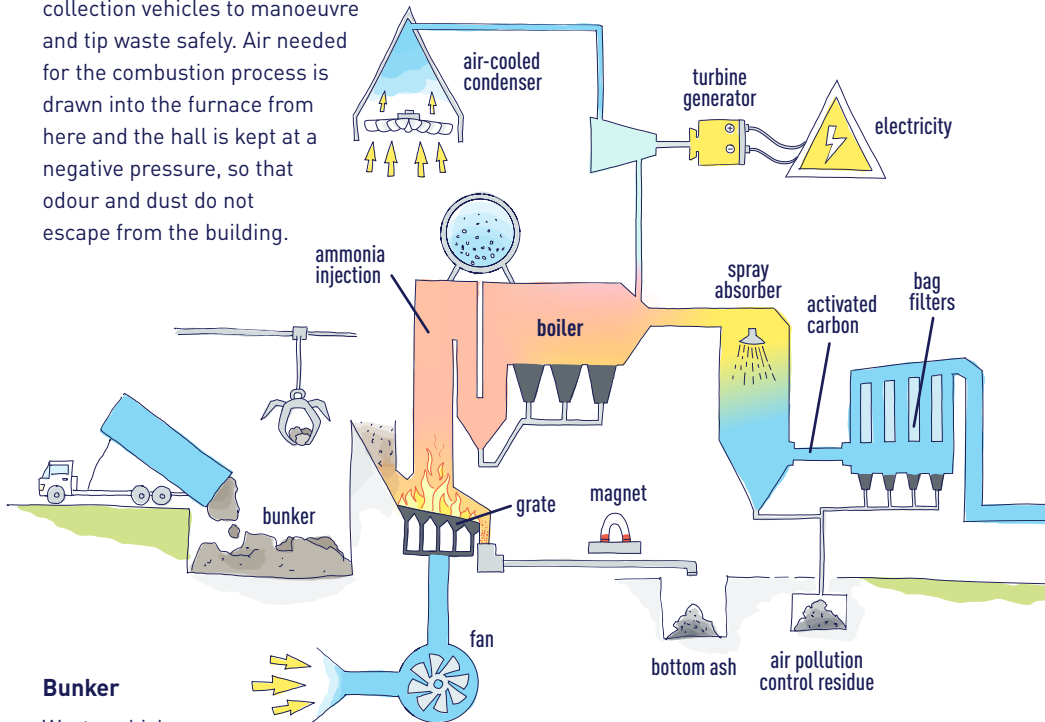 collection vehicles to manoeuvre
and tip waste safely. Air needed
for the combustion process is
drawn into the furnace from
here and the hall is kept at a
negative pressure, so that
odour and dust do not
escape from the building.
air-cooled
condenser
turbine
generator
electricity
ammonia
injection
boiler
spray
absorber
activated
carbon
bag
filters
bunker
grate
magnet
fan
bottom ash
air pollution
control residue
Bunker